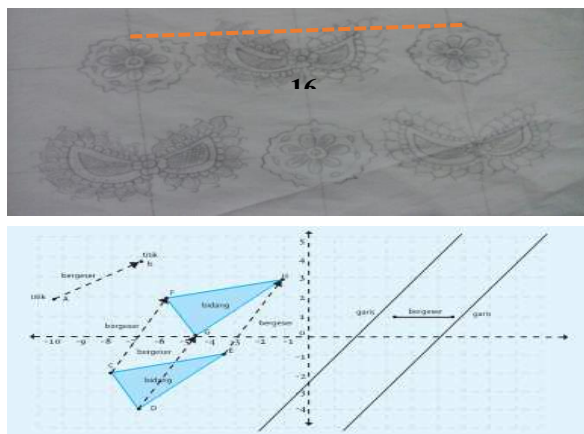 16
5
titik
B
4
bergeser
3
H
titik
A
F
2
bidang
garis
bergeser
garis
1
bergeser
bergeser
G
0
-10 -9 -8 -7 -6 -5 -4 -3 -2 -1
bergeser
E
-1
C
bidang
-2
-3
D
-4